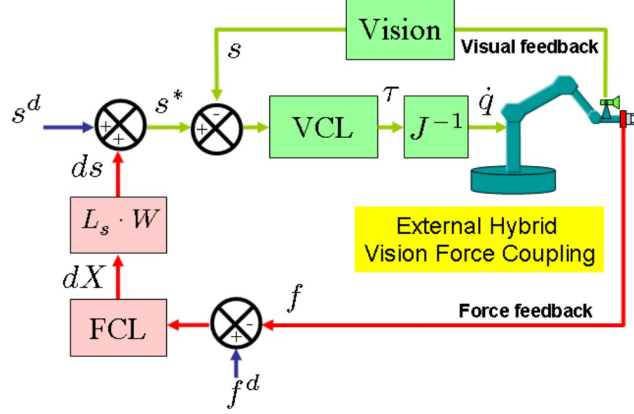 Vision
s
Visual feedback
s^d
s^*
-
+
+
+
VCL
τ
J^{-1}
q̇
ds
L_s · W
External Hybrid
Vision Force Coupling
dX
f
Force feedback
FCL
+
-
f^d